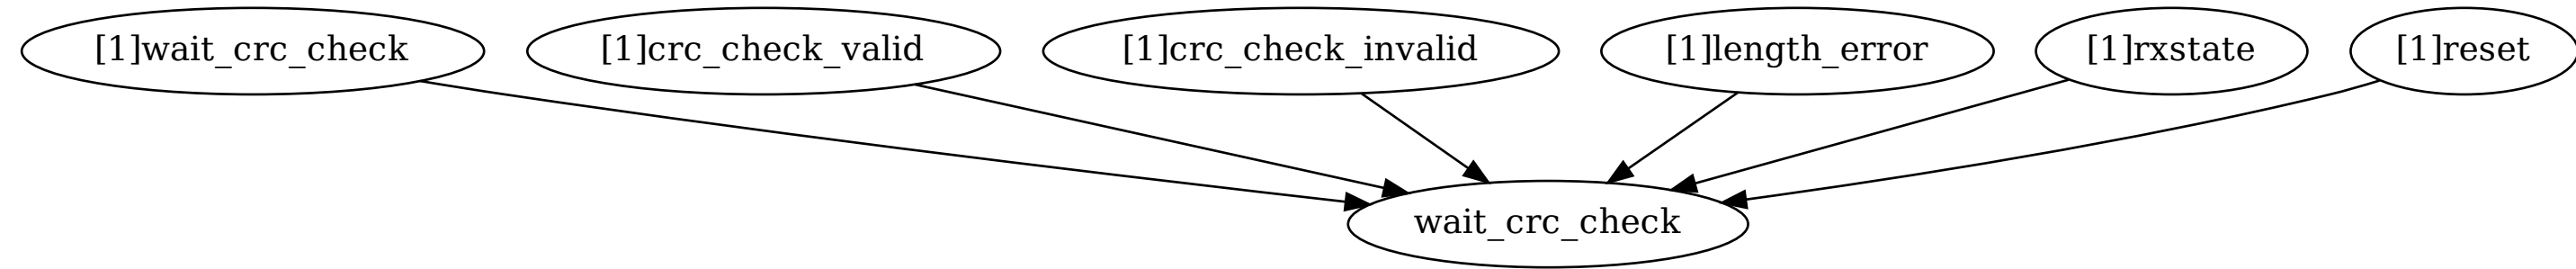 [1]wait_crc_check
[1]crc_check_valid
[1]crc_check_invalid
[1]length_error
[1]rxstate
[1]reset
wait_crc_check